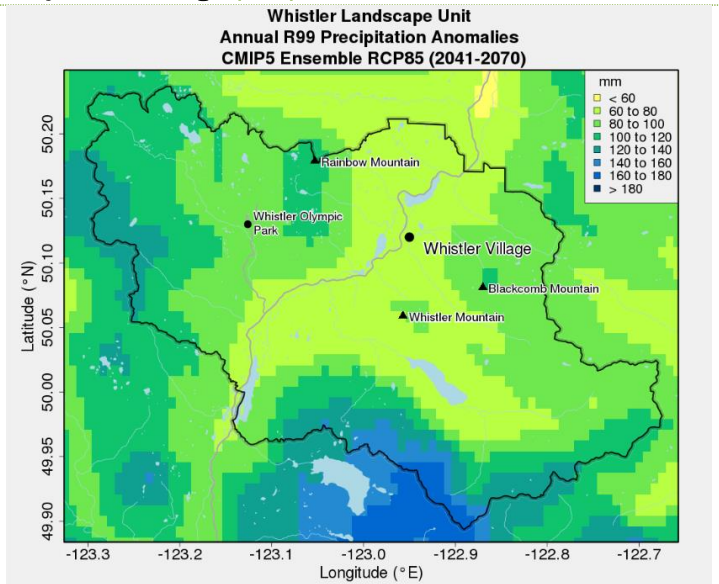 Whistler Landscape Unit
Annual R99 Precipitation Anomalies
CMIP5 Ensemble RCP85 (2041-2070)
mm
< 60
60 to 80
80 to 100
100 to 120
120 to 140
140 to 160
160 to 180
> 180
Rainbow Mountain
Whistler Olympic
Park
Whistler Village
Blackcomb Mountain
Whistler Mountain
Latitude (°N)
50.20
50.15
50.10
50.05
50.00
49.95
49.90
-123.3 -123.2 -123.1 -123.0 -122.9 -122.8 -122.7
Longitude (°E)